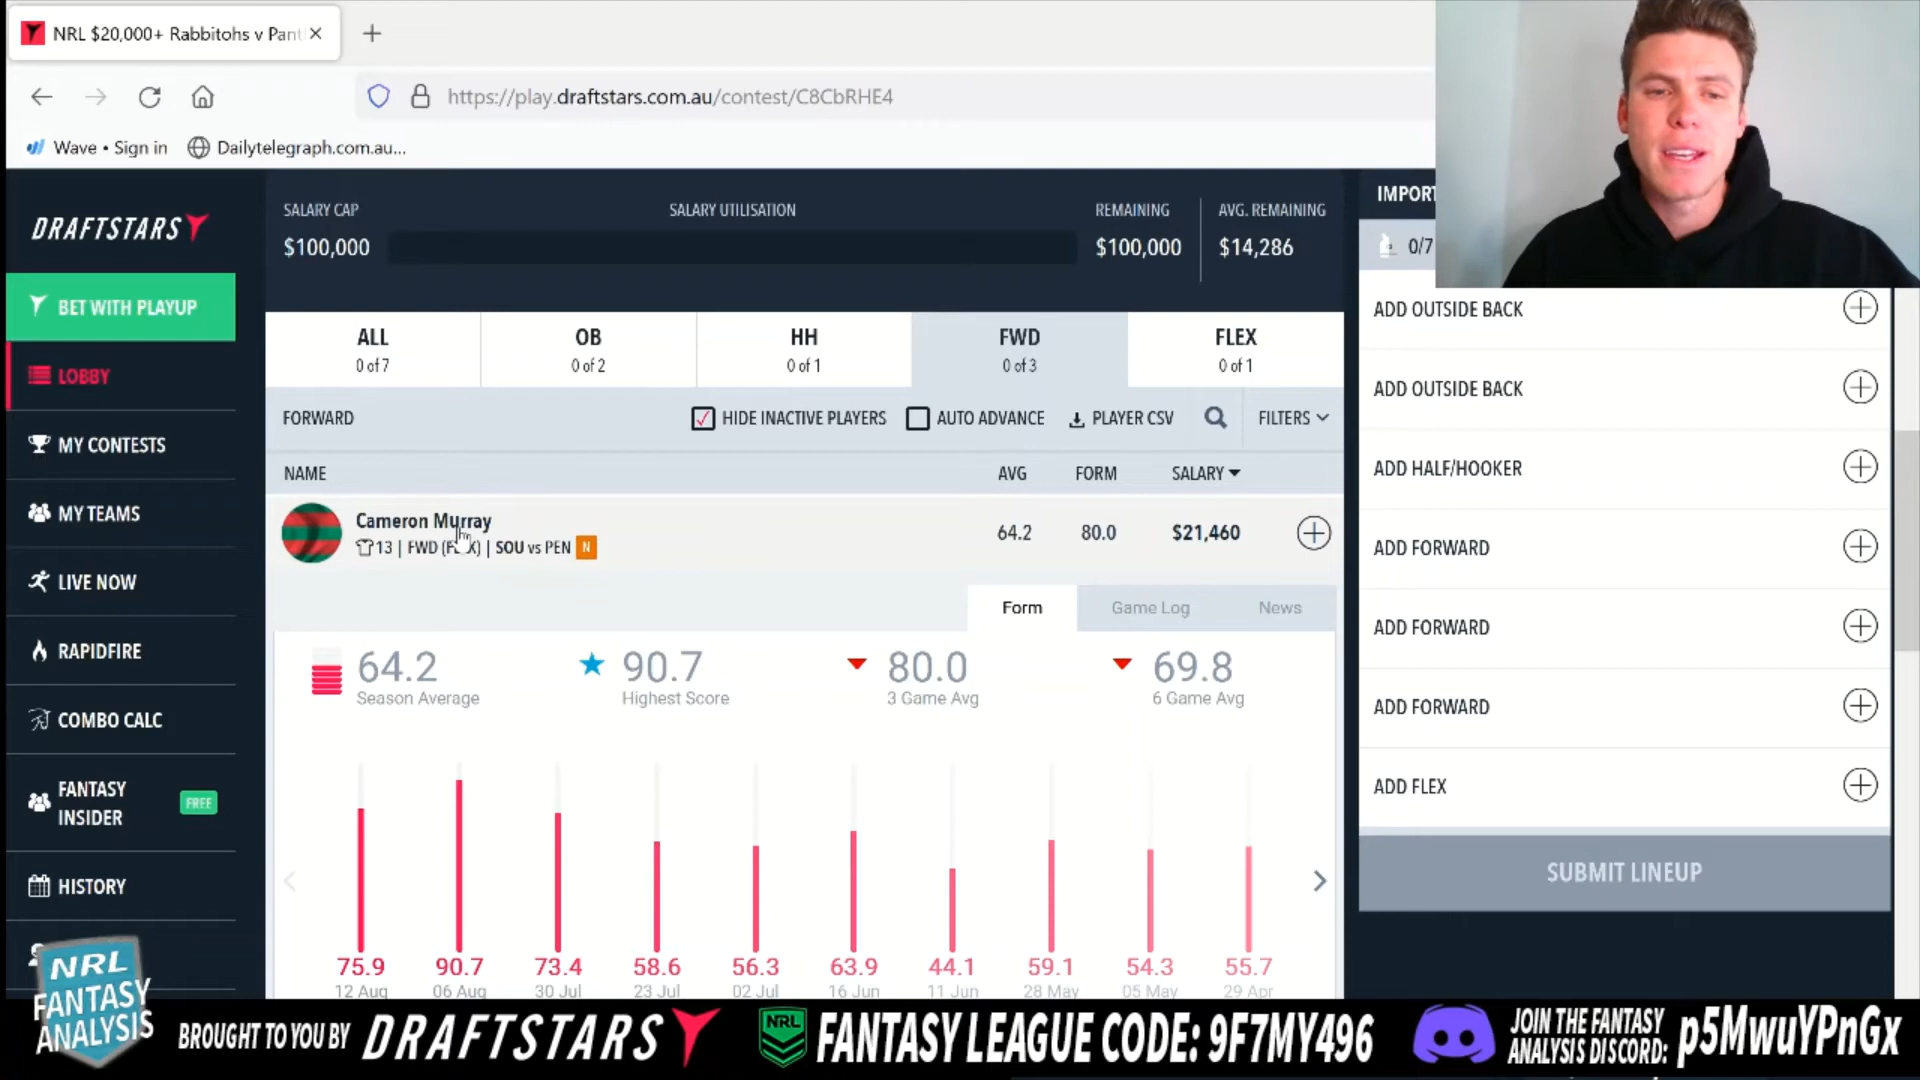 NRL $20,000+ Rabbitohs v Pant
https://play.draftstars.com.au/contest/C8CbRHE4
Wave • Sign in
Dailytelegraph.com.au...
DRAFTSTARS
BET WITH PLAYUP
LOBBY
MY CONTESTS
MY TEAMS
LIVE NOW
RAPIDFIRE
COMBO CALC
FANTASY
INSIDER
FREE
HISTORY
SALARY CAP
$100,000
SALARY UTILISATION
REMAINING
$100,000
AVG. REMAINING
$14,286
ALL
0 of 7
OB
0 of 2
HH
0 of 1
FWD
0 of 3
FLEX
0 of 1
FORWARD
HIDE INACTIVE PLAYERS
AUTO ADVANCE
PLAYER CSV
FILTERS
NAME
AVG
FORM
SALARY
Cameron Murray
13 | FWD (FLEX) | SOU vs PEN N
64.2
80.0
$21,460
Form
Game Log
News
64.2
Season Average
90.7
Highest Score
80.0
3 Game Avg
69.8
6 Game Avg
75.9 90.7 73.4 58.6 56.3 63.9 44.1 59.1 54.3 55.7
12 Aug 06 Aug 30 Jul 23 Jul 02 Jul 16 Jun 11 Jun 28 May 05 May 29 Apr
IMPORT
0/7
ADD OUTSIDE BACK
ADD OUTSIDE BACK
ADD HALF/HOOKER
ADD FORWARD
ADD FORWARD
ADD FORWARD
ADD FLEX
SUBMIT LINEUP
NRL
FANTASY
ANALYSIS
BROUGHT TO YOU BY
DRAFTSTARS
NRL
FANTASY LEAGUE CODE: 9F7MY496
JOIN THE FANTASY
ANALYSIS DISCORD:
p5MwuYPnGx